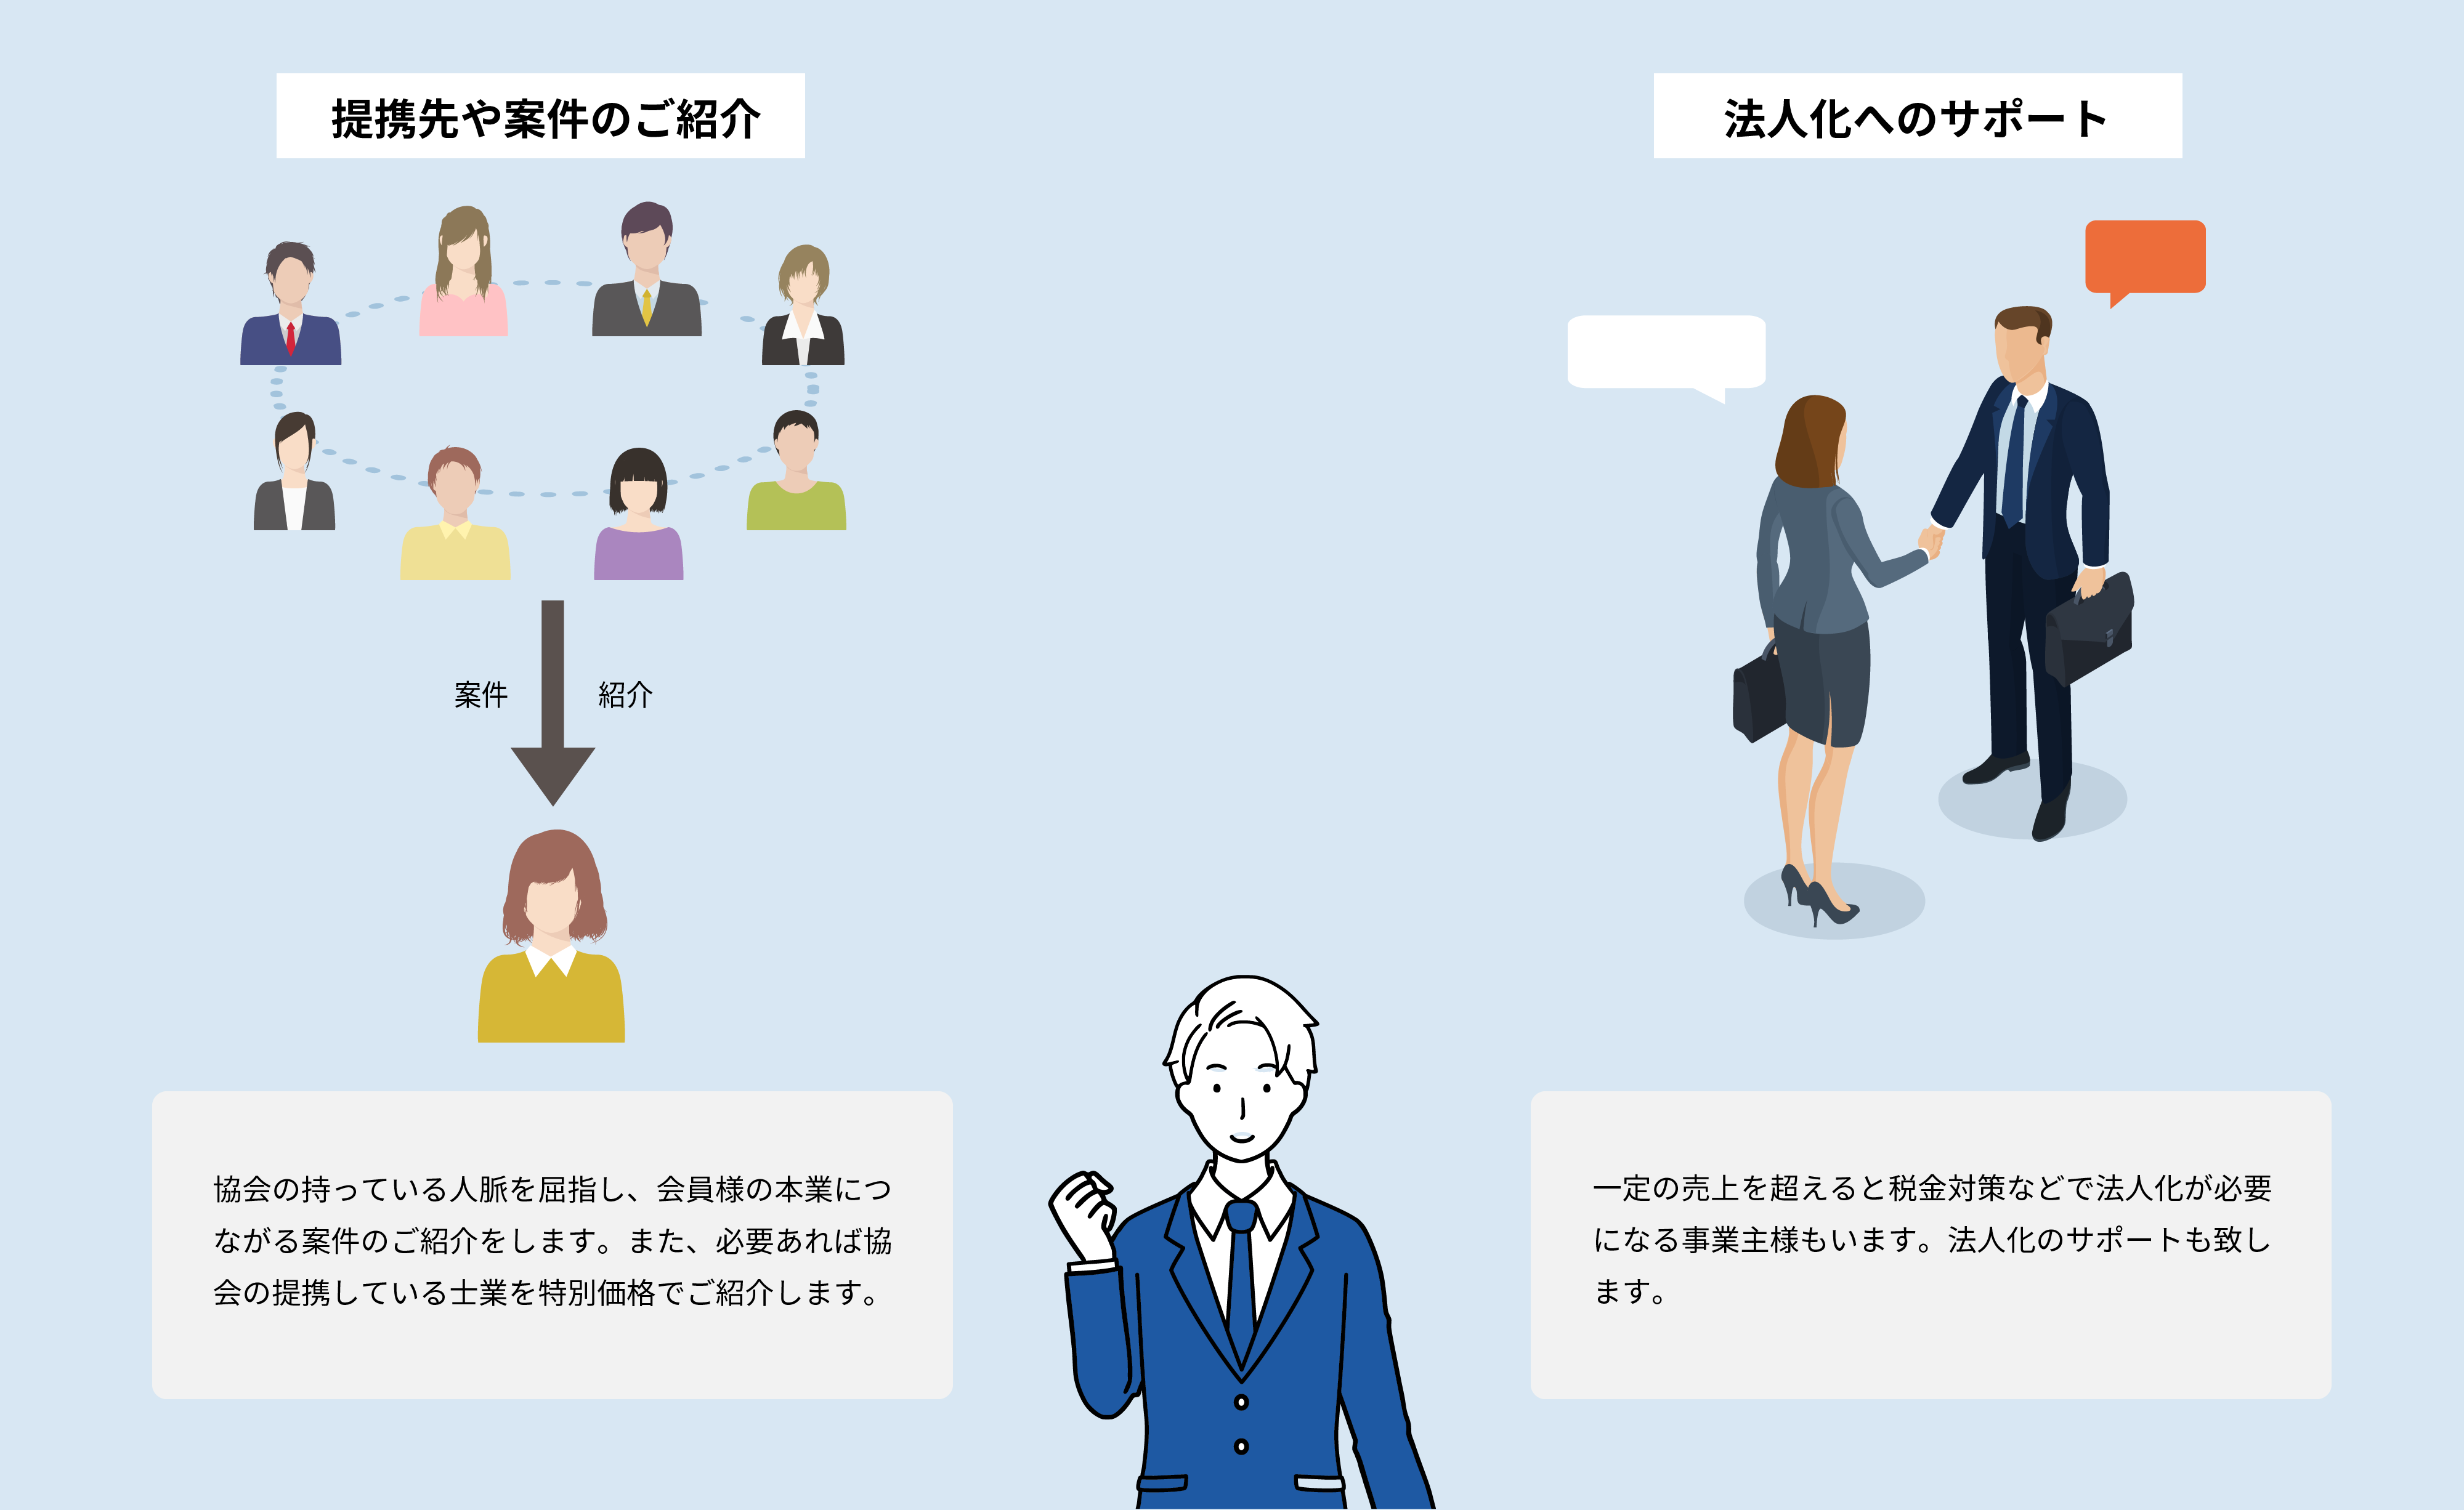 提携先や案件のご紹介
案件
紹介
協会の持っている人脈を屈指し、会員様の本業につ
ながる案件のご紹介をします。また、必要あれば協
会の提携している士業を特別価格でご紹介します。
法人化へのサポート
一定の売上を超えると税金対策などで法人化が必要
になる事業主様もいます。法人化のサポートも致し
ます。